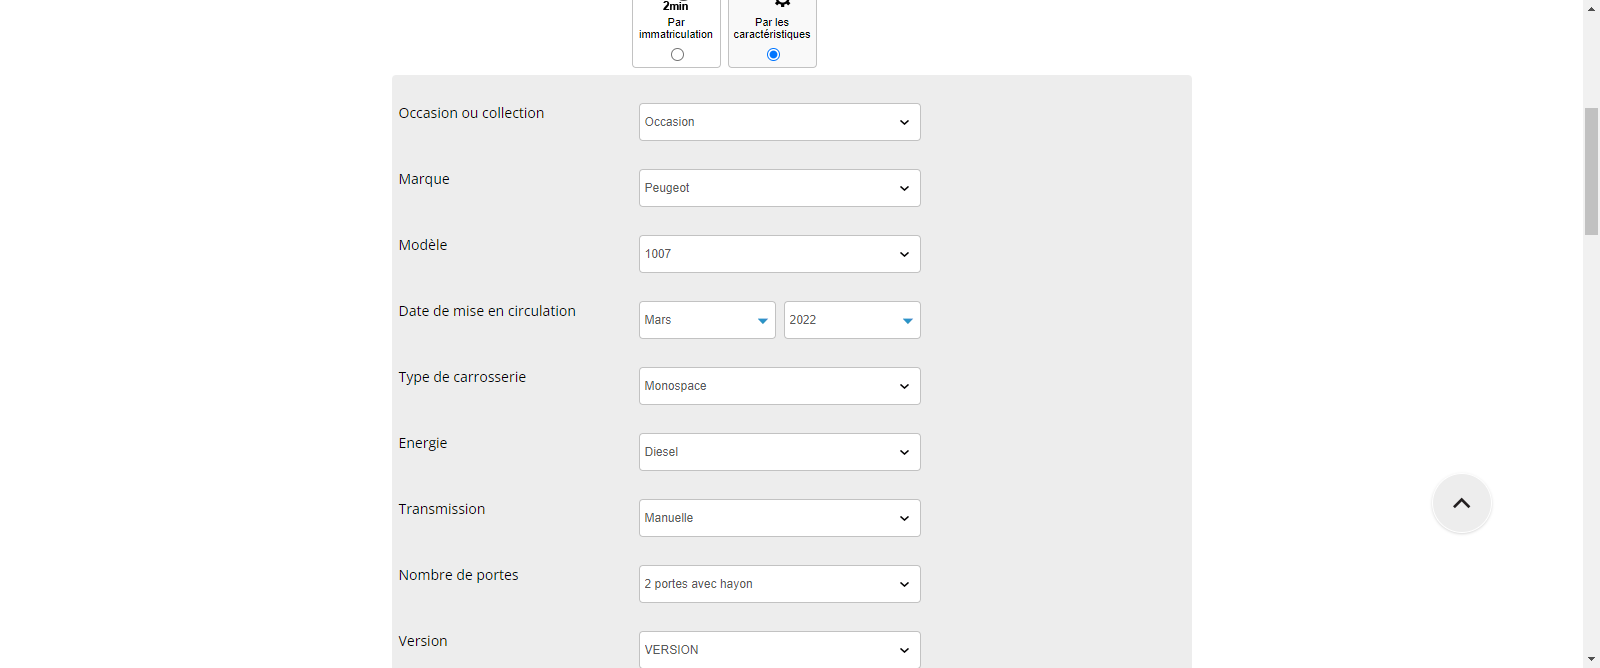 2min
Par
immatriculation
Par les
caractéristiques
Occasion ou collection
Occasion
Marque
Peugeot
Modèle
1007
Date de mise en circulation
Mars
2022
Type de carrosserie
Monospace
Energie
Diesel
Transmission
Manuelle
Nombre de portes
2 portes avec hayon
Version
VERSION